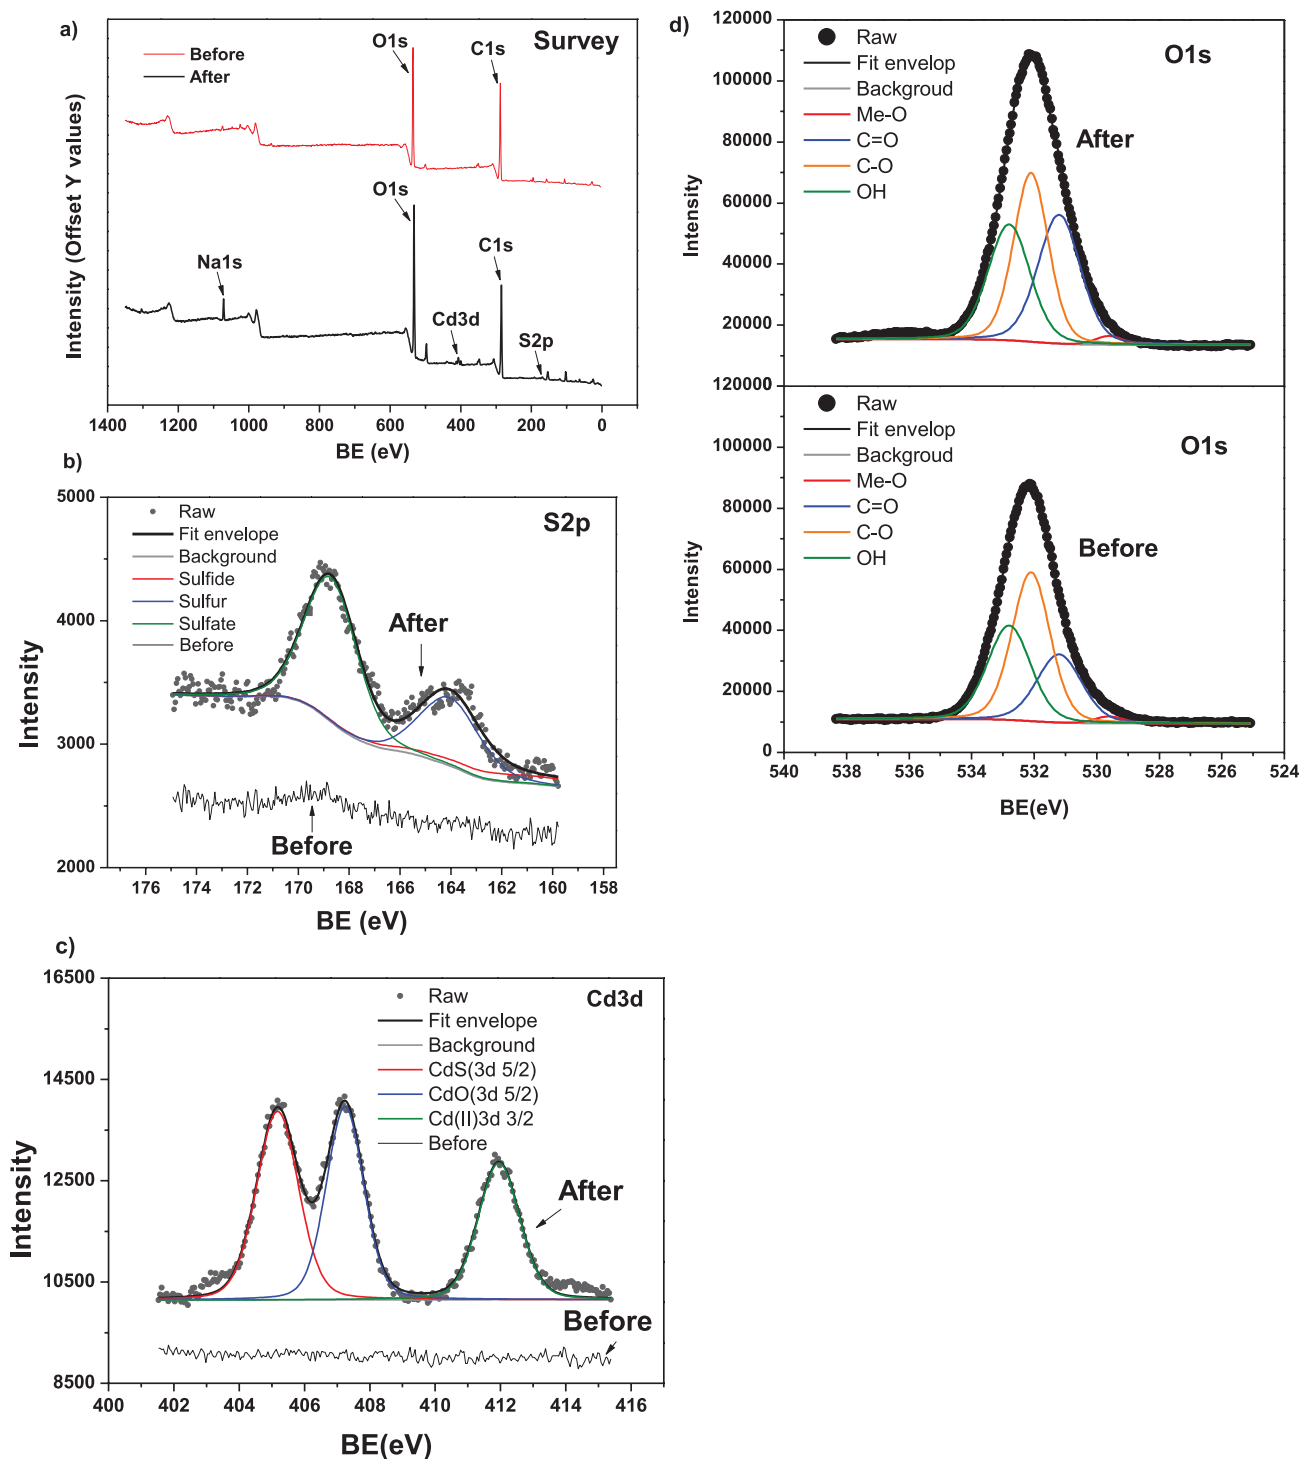 a)
Survey
Before
After
O1s
C1s
O1s
C1s
Na1s
Cd3d
S2p
Intensity (Offset Y values)
1400 1200 1000 800 600 400 200 0
BE (eV)
b)
S2p
Raw
Fit envelope
Background
Sulfide
Sulfur
Sulfate
Before
After
Before
Intensity
5000
4000
3000
2000
176 174 172 170 168 166 164 162 160 158
BE (eV)
c)
Cd3d
Raw
Fit envelope
Background
CdS(3d 5/2)
CdO(3d 5/2)
Cd(II)3d 3/2
Before
After
Before
Intensity
16500
14500
12500
10500
8500
400 402 404 406 408 410 412 414 416
BE(eV)
d)
O1s
Raw
Fit envelop
Backgroud
Me-O
C=O
C-O
OH
After
Intensity
120000
100000
80000
60000
40000
20000
120000
O1s
Raw
Fit envelop
Backgroud
Me-O
C=O
C-O
OH
Before
Intensity
100000
80000
60000
40000
20000
0
540 538 536 534 532 530 528 526 524
BE(eV)